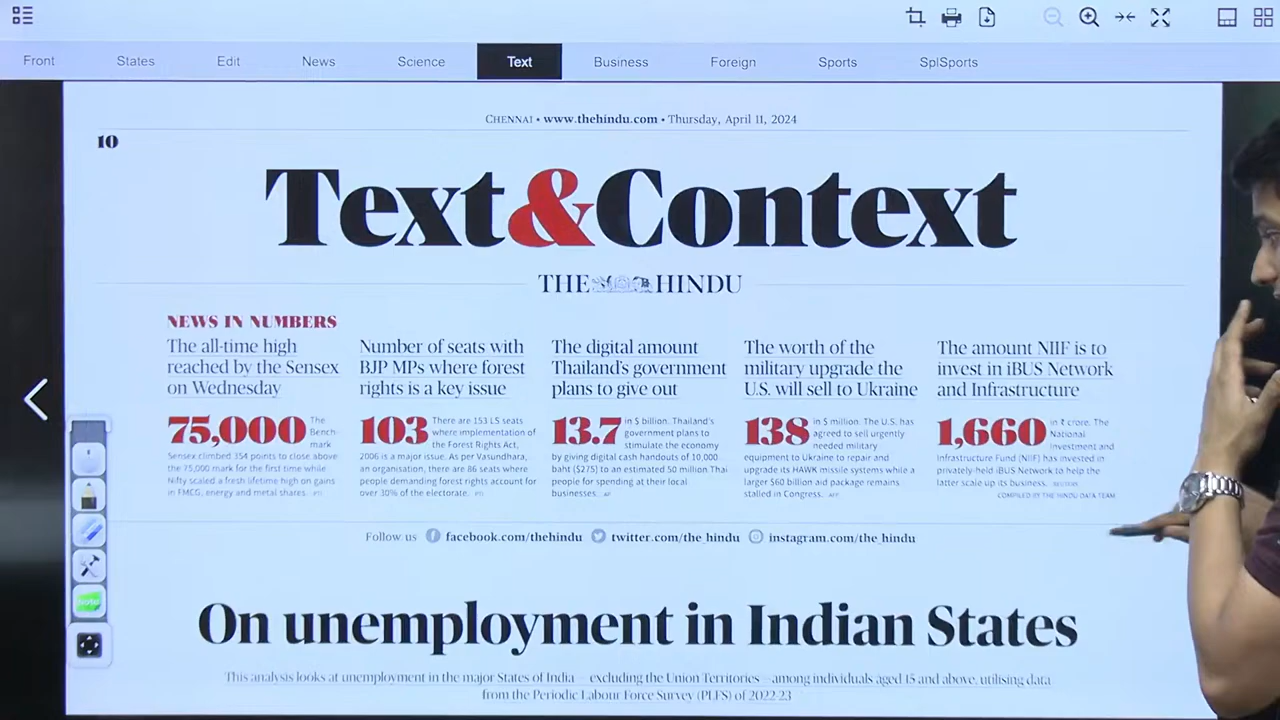 Front States Edit News Science Text Business Foreign Sports SplSports
CHENNAI • www.thehindu.com • Thursday, April 11, 2024
10
Text&Context
THE HINDU
NEWS IN NUMBERS
The all-time high
reached by the Sensex
on Wednesday
75,000 The
Bench-
mark
Sensex climbed 354 points to close above
the 75,000 mark for the first time while
Nifty scaled a fresh lifetime high on gains
in FMCG, energy and metal shares. PTI
Number of seats with
BJP MPs where forest
rights is a key issue
103 There are 153 LS seats
where implementation of
the Forest Rights Act,
2006 is a major issue. As per Vasundhara,
an organisation, there are 86 seats where
people demanding forest rights account for
over 30% of the electorate. PTI
The digital amount
Thailand's government
plans to give out
13.7 in $ billion. Thailand's
government plans to
stimulate the economy
by giving digital cash handouts of 10,000
baht ($275) to an estimated 50 million Thai
people for spending at their local
businesses. AP
The worth of the
military upgrade the
U.S. will sell to Ukraine
138 in $ million. The U.S. has
agreed to sell urgently
needed military
equipment to Ukraine to repair and
upgrade its HAWK missile systems while a
larger $60 billion aid package remains
stalled in Congress. AFP
The amount NIIF is to
invest in iBUS Network
and Infrastructure
1,660 in ₹ crore. The
National
Investment and
Infrastructure Fund (NIIF) has invested in
privately-held iBUS Network to help the
latter scale up its business. REUTERS
COMPILED BY THE HINDU DATA TEAM
Follow us facebook.com/thehindu twitter.com/the_hindu instagram.com/the_hindu
On unemployment in Indian States
This analysis looks at unemployment in the major States of India – excluding the Union Territories – among individuals aged 15 and above, utilising data
from the Periodic Labour Force Survey (PLFS) of 2022-23